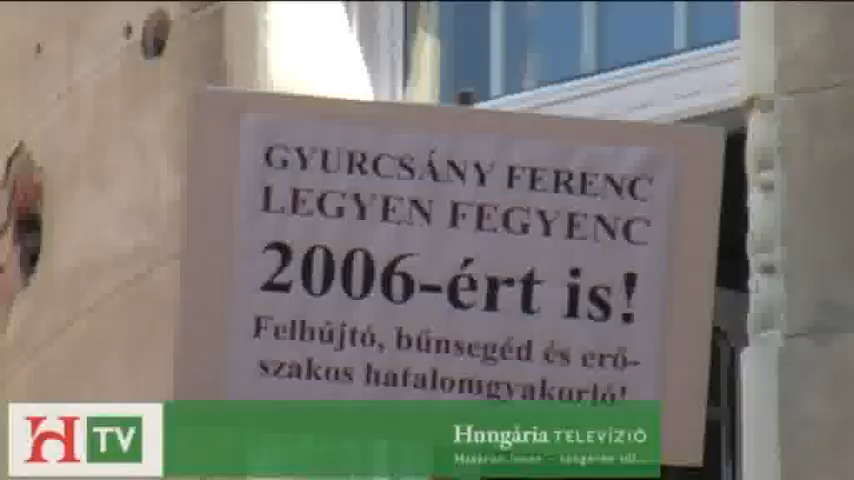 GYURCSÁNY FERENC
LEGYEN FEGYENC
2006-ért is!
Felbújtó, bűnsegéd és erő-
szakos hatalomgyakorló!
H TV
Hungária TELEVÍZIÓ